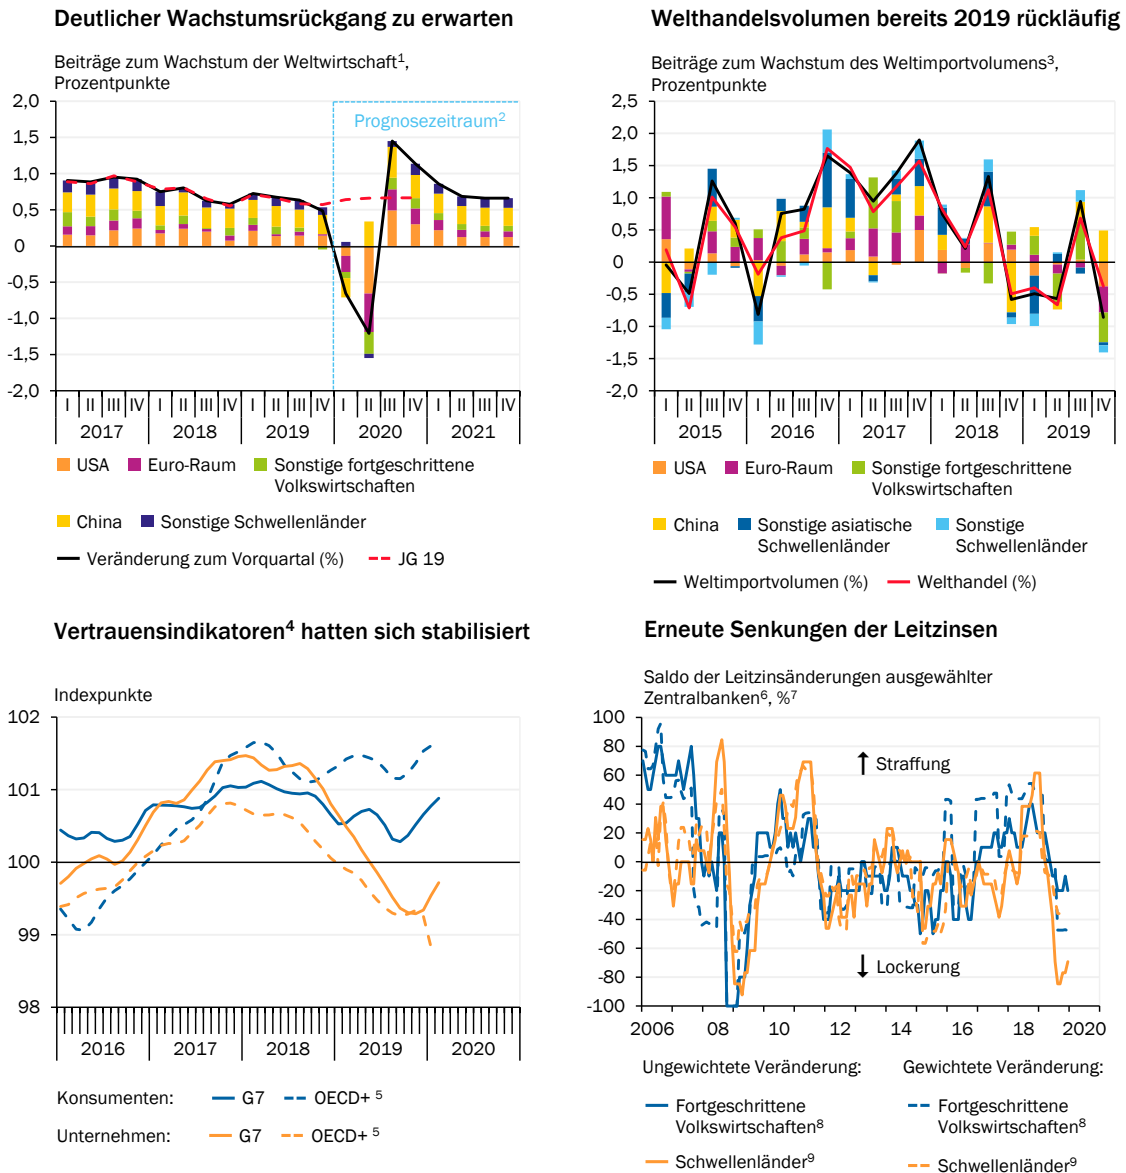 Deutlicher Wachstumsrückgang zu erwarten
Beiträge zum Wachstum der Weltwirtschaft¹,
Prozentpunkte
2,0
1,5
1,0
0,5
0
-0,5
-1,0
-1,5
-2,0
Prognosezeitraum²
I II III IV I II III IV I II III IV I II III IV I II III IV
2017 2018 2019 2020 2021
USA Euro-Raum Sonstige fortgeschrittene
Volkswirtschaften
China Sonstige Schwellenländer
Veränderung zum Vorquartal (%) JG 19
Welthandelsvolumen bereits 2019 rückläufig
Beiträge zum Wachstum des Weltimportvolumens³,
Prozentpunkte
2,5
2,0
1,5
1,0
0,5
0
-0,5
-1,0
-1,5
-2,0
I II III IV I II III IV I II III IV I II III IV I II III IV
2015 2016 2017 2018 2019
USA Euro-Raum Sonstige fortgeschrittene
Volkswirtschaften
China Sonstige asiatische Sonstige
Schwellenländer Schwellenländer
Weltimportvolumen (%) Welthandel (%)
Vertrauensindikatoren⁴ hatten sich stabilisiert
Indexpunkte
102
101
100
99
98
2016 2017 2018 2019 2020
Konsumenten: G7 OECD+ ⁵
Unternehmen: G7 OECD+ ⁵
Erneute Senkungen der Leitzinsen
Saldo der Leitzinsänderungen ausgewählter
Zentralbanken⁶, %⁷
100
80
60
40
20
0
-20
-40
-60
-80
-100
Straffung
Lockerung
2006 08 10 12 14 16 18 2020
Ungewichtete Veränderung: Gewichtete Veränderung:
Fortgeschrittene Fortgeschrittene
Volkswirtschaften⁸ Volkswirtschaften⁸
Schwellenländer⁹ Schwellenländer⁹